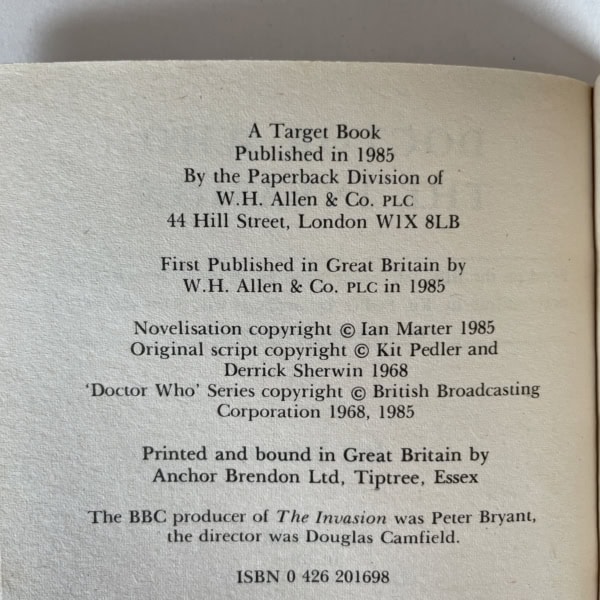 A Target Book
Published in 1985
By the Paperback Division of
W.H. Allen & Co. PLC
44 Hill Street, London W1X 8LB
First Published in Great Britain by
W.H. Allen & Co. PLC in 1985
Novelisation copyright © Ian Marter 1985
Original script copyright © Kit Pedler and
Derrick Sherwin 1968
‘Doctor Who’ Series copyright © British Broadcasting
Corporation 1968, 1985
Printed and bound in Great Britain by
Anchor Brendon Ltd, Tiptree, Essex
The BBC producer of The Invasion was Peter Bryant,
the director was Douglas Camfield.
ISBN 0 426 201698